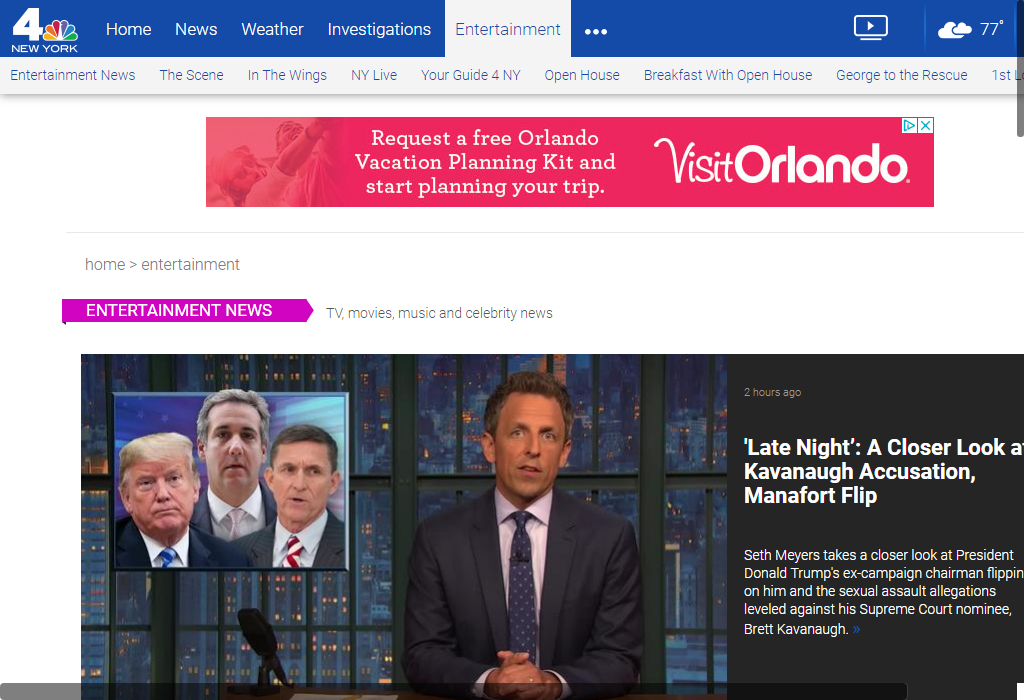 4
NEW YORK
Home News Weather Investigations Entertainment
77°
Entertainment News The Scene In The Wings NY Live Your Guide 4 NY Open House Breakfast With Open House George to the Rescue 1st L
Request a free Orlando
Vacation Planning Kit and
start planning your trip.
VisitOrlando.
home > entertainment
ENTERTAINMENT NEWS
TV, movies, music and celebrity news
2 hours ago
'Late Night': A Closer Look at
Kavanaugh Accusation,
Manafort Flip
Seth Meyers takes a closer look at President
Donald Trump's ex-campaign chairman flippin
on him and the sexual assault allegations
leveled against his Supreme Court nominee,
Brett Kavanaugh. »